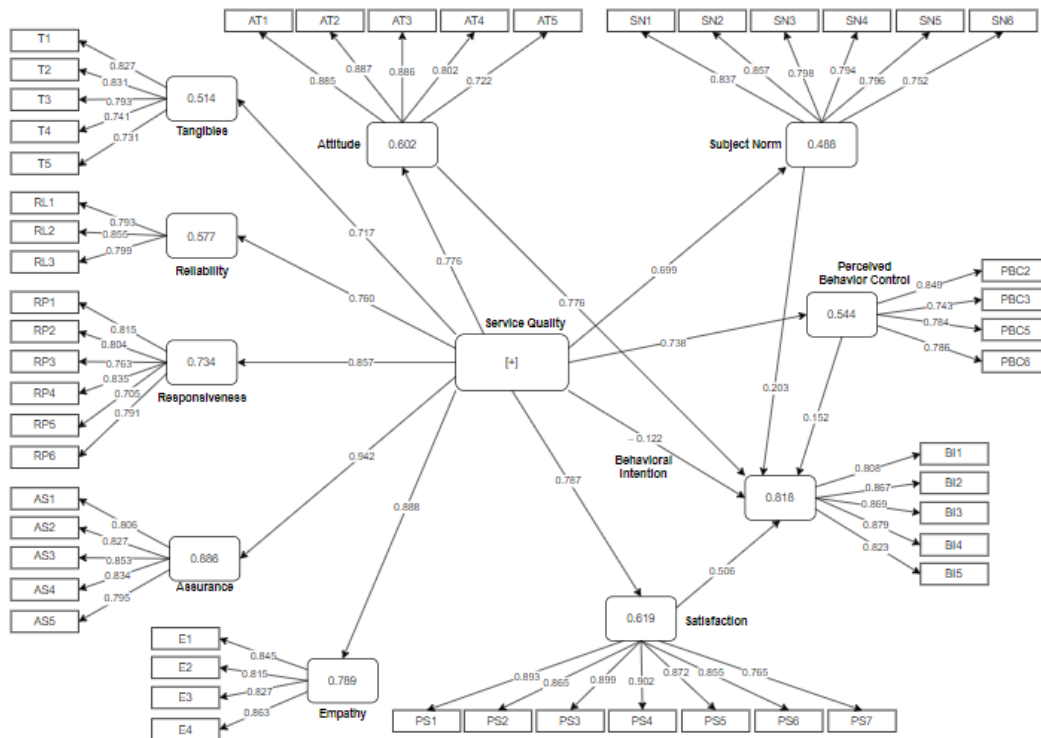 AT1 AT2 AT3 AT4 AT5
SN1 SN2 SN3 SN4 SN5 SN6
0.885 0.887 0.886 0.802 0.722
0.837 0.857 0.798 0.794 0.796 0.752
Attitude
0.602
Subject Norm
0.488
T1
T2
T3
T4
T5
0.827
0.831
0.793
0.741
0.731
0.514
Tangibles
RL1
RL2
RL3
0.793
0.855
0.799
0.577
Reliability
RP1
RP2
RP3
RP4
RP5
RP6
0.815
0.804
0.763
0.835
0.705
0.791
0.734
Responsiveness
AS1
AS2
AS3
AS4
AS5
0.806
0.827
0.853
0.834
0.795
0.886
Assurance
E1
E2
E3
E4
0.845
0.815
0.827
0.863
0.789
Empathy
Service Quality
[+]
0.717
0.760
0.857
0.942
0.888
0.776
0.699
0.738
0.787
−0.122
0.776
0.203
0.152
0.506
Perceived
Behavior Control
0.544
0.849
0.743
0.784
0.786
PBC2
PBC3
PBC5
PBC6
Behavioral
Intention
0.818
0.808
0.867
0.869
0.879
0.823
BI1
BI2
BI3
BI4
BI5
0.619
Satisfaction
0.893 0.865 0.899 0.902 0.872 0.855 0.765
PS1 PS2 PS3 PS4 PS5 PS6 PS7